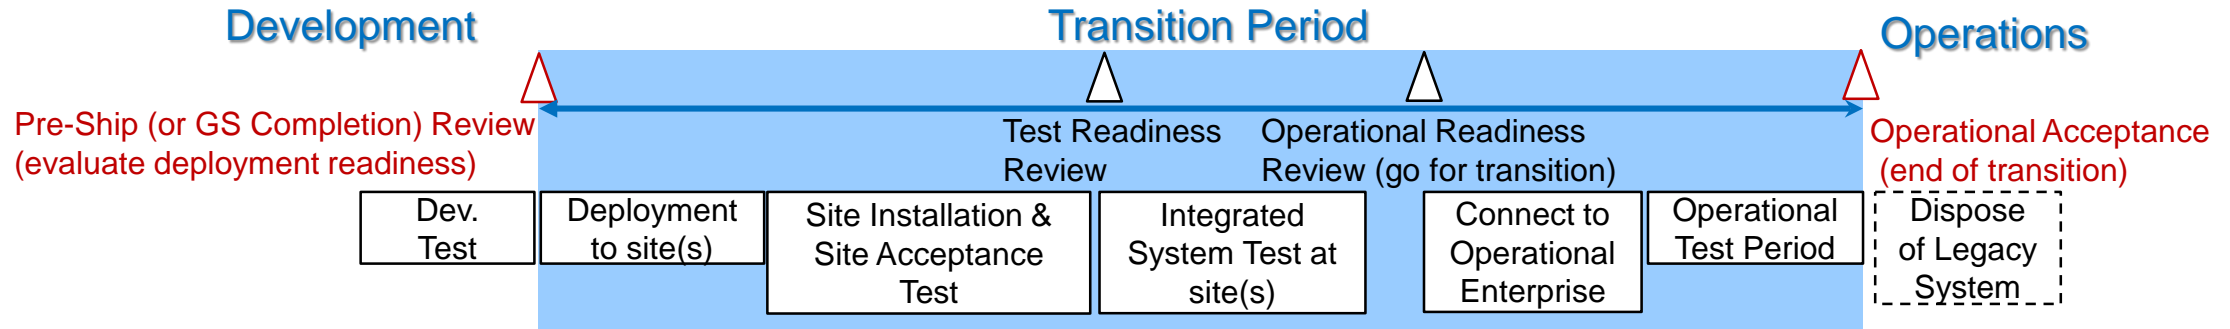 Development
Transition Period
Operations
Pre-Ship (or GS Completion) Review
(evaluate deployment readiness)
Test Readiness
Review
Operational Readiness
Review (go for transition)
Operational Acceptance
(end of transition)
Dev.
Test
Deployment
to site(s)
Site Installation &
Site Acceptance
Test
Integrated
System Test at
site(s)
Connect to
Operational
Enterprise
Operational
Test Period
Dispose
of Legacy
System